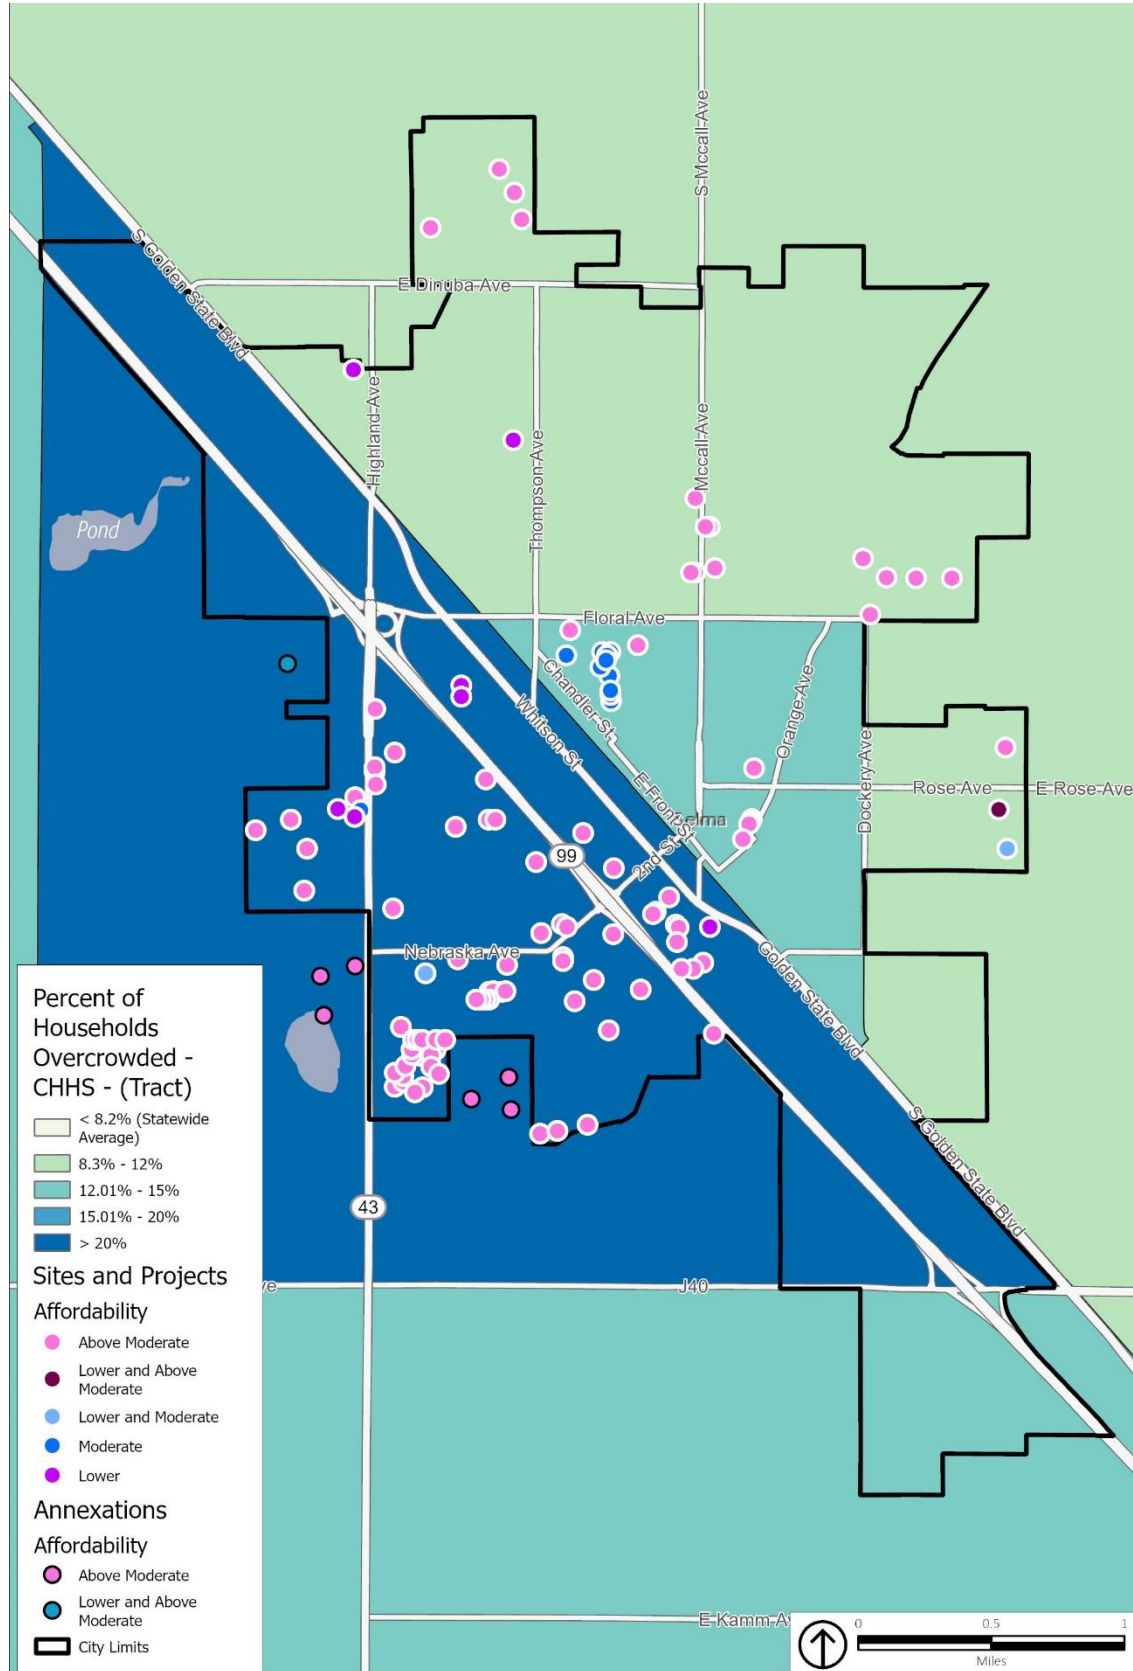 S Mccall Ave
S Golden State Blvd
E Dinuba Ave
Highland Ave
Thompson Ave
Mccall Ave
Pond
Floral Ave
Chandler St
Whitson St
Orange Ave
Dockery Ave
E Front St
Rose Ave
E Rose Ave
Selma
2nd St
99
Nebraska Ave
Golden State Blvd
S Golden State Blvd
43
J40
E Kamm Av
Percent of
Households
Overcrowded -
CHHS - (Tract)
< 8.2% (Statewide
Average)
8.3% - 12%
12.01% - 15%
15.01% - 20%
> 20%
Sites and Projects
Affordability
Above Moderate
Lower and Above
Moderate
Lower and Moderate
Moderate
Lower
Annexations
Affordability
Above Moderate
Lower and Above
Moderate
City Limits
ve
0 0.5 1
Miles